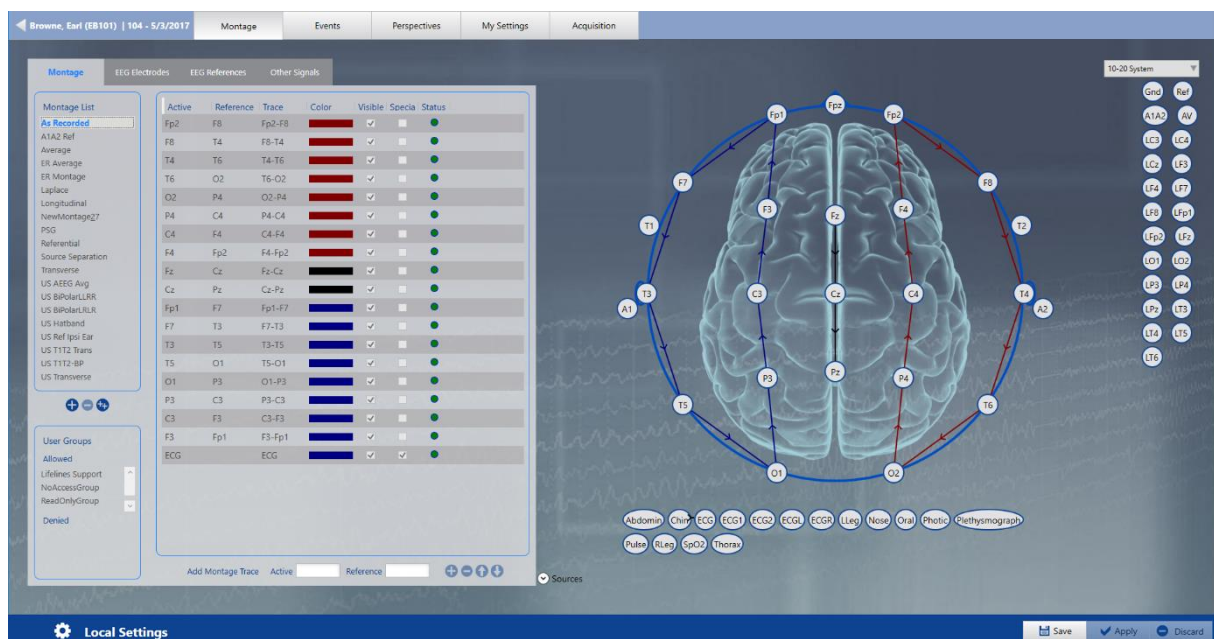 Browne, Earl (EB101) | 104 - 5/3/2017 Montage Events Perspectives My Settings Acquisition
Montage EEG Electrodes EEG References Other Signals
Montage List
As Recorded
A1A2 Ref
Average
ER Average
ER Montage
Laplace
Longitudinal
NewMontage27
PSG
Referential
Source Separation
Transverse
US AEEG Avg
US BiPolarLLRR
US BiPolarLRLR
US Hatband
US Ref Ipsi Ear
US T1T2 Trans
US T1T2-BP
US Transverse
User Groups
Allowed
Lifelines Support
NoAccessGroup
ReadOnlyGroup
Denied
Active Reference Trace Color Visible Specia Status
Fp2 F8 Fp2-F8
F8 T4 F8-T4
T4 T6 T4-T6
T6 O2 T6-O2
O2 P4 O2-P4
P4 C4 P4-C4
C4 F4 C4-F4
F4 Fp2 F4-Fp2
Fz Cz Fz-Cz
Cz Pz Cz-Pz
Fp1 F7 Fp1-F7
F7 T3 F7-T3
T3 T5 T3-T5
T5 O1 T5-O1
O1 P3 O1-P3
P3 C3 P3-C3
C3 F3 C3-F3
F3 Fp1 F3-Fp1
ECG ECG
Add Montage Trace Active Reference
Sources
Fpz
Fp1 Fp2
F7 F8
F3 Fz F4
T1 T2
T3 C3 Cz C4 T4
A1 A2
P3 Pz P4
T5 T6
O1 O2
Abdomin Chin ECG ECG1 ECG2 ECGL ECGR LLeg Nose Oral Photic Plethysmograph
Pulse RLeg SpO2 Thorax
10-20 System
Gnd Ref
A1A2 AV
LC3 LC4
LCz LF3
LF4 LF7
LF8 LFp1
LFp2 LFz
LO1 LO2
LP3 LP4
LPz LT3
LT4 LT5
LT6
Local Settings Save Apply Discard